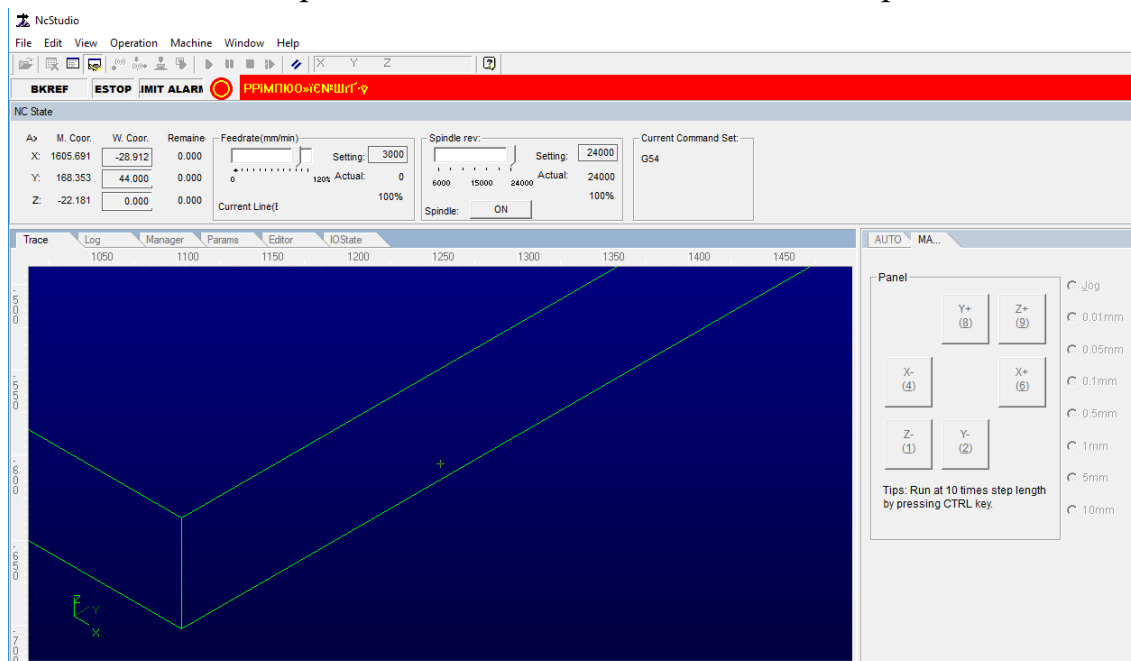 NcStudio
File Edit View Operation Machine Window Help
X Y Z
BKREF ESTOP IMIT ALARM
NC State
Ax M. Coor. W. Coor. Remaine
X: 1605.691 -28.912 0.000
Y: 168.353 44.000 0.000
Z: -22.181 0.000 0.000
Feedrate(mm/min)
Setting: 3000
0 120% Actual: 0
100%
Current Line(
Spindle rev:
Setting: 24000
6000 15000 24000 Actual: 24000
100%
Spindle: ON
Current Command Set:
G54
Trace Log Manager Params Editor IOState
1050 1100 1150 1200 1250 1300 1350 1400 1450
-500
-550
-600
-650
-700
Z
Y
X
AUTO MA...
Panel
Y+ (8)
Z+ (9)
X- (4)
X+ (6)
Z- (1)
Y- (2)
Tips: Run at 10 times step length
by pressing CTRL key.
Jog
0.01mm
0.05mm
0.1mm
0.5mm
1mm
5mm
10mm